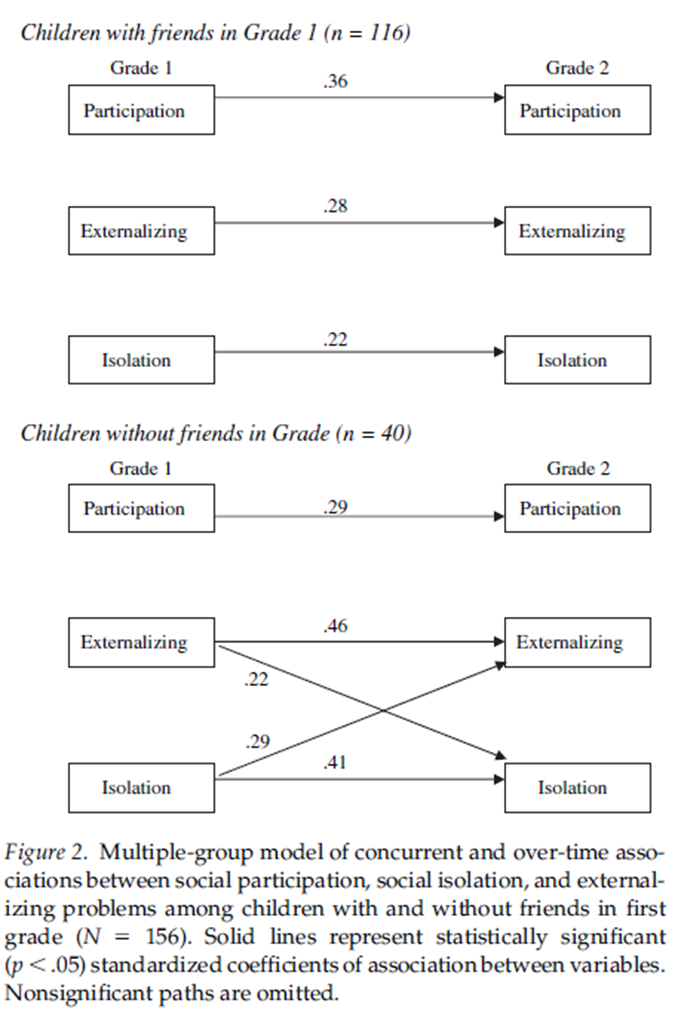 Children with friends in Grade 1 (n = 116)
Grade 1
Grade 2
.36
Participation
Participation
.28
Externalizing
Externalizing
.22
Isolation
Isolation
Children without friends in Grade (n = 40)
Grade 1
Grade 2
Participation
.29
Participation
.46
Externalizing
Externalizing
.22
.29
.41
Isolation
Isolation
Figure 2. Multiple-group model of concurrent and over-time asso-
ciations between social participation, social isolation, and external-
izing problems among children with and without friends in first
grade (N = 156). Solid lines represent statistically significant
(p < .05) standardized coefficients of association between variables.
Nonsignificant paths are omitted.